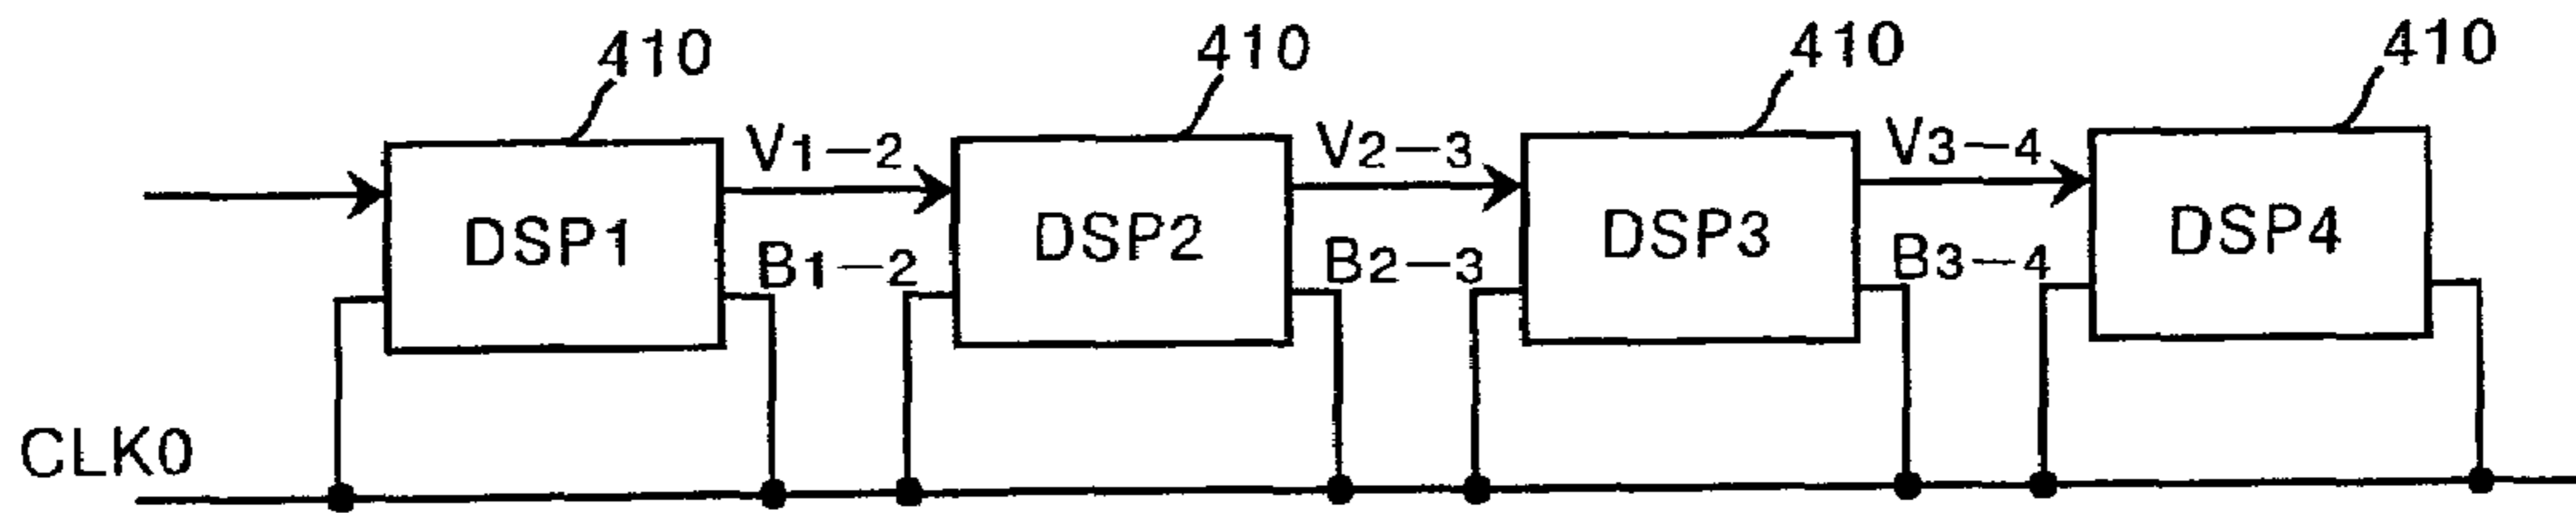 410 410 410 410
V1-2 V2-3 V3-4
DSP1 DSP2 DSP3 DSP4
B1-2 B2-3 B3-4
CLK0